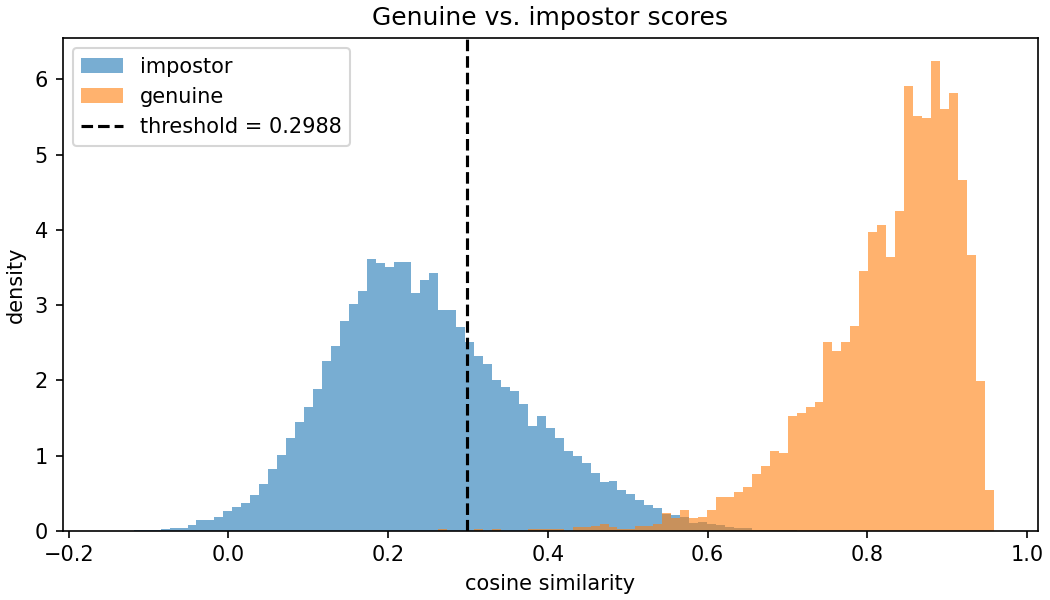 Genuine vs. impostor scores
impostor
genuine
threshold = 0.2988
density
6
5
4
3
2
1
0
−0.2
0.0
0.2
0.4
0.6
0.8
1.0
cosine similarity